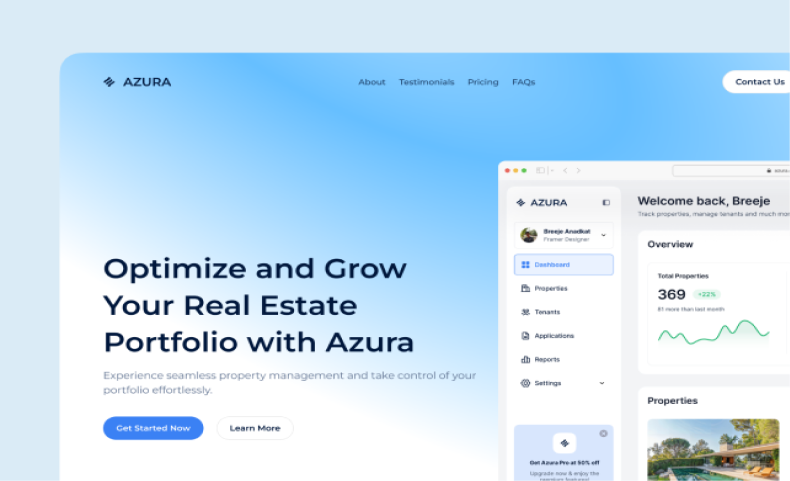 AZURA
About Testimonials Pricing FAQs
Contact Us
Optimize and Grow
Your Real Estate
Portfolio with Azura
Experience seamless property management and take control of your
portfolio effortlessly.
Get Started Now Learn More
AZURA
Breeje Anadkat
Framer Designer
Dashboard
Properties
Tenants
Applications
Reports
Settings
Get Azura Pro at 50% off
Upgrade now & enjoy the
premium features!
Welcome back, Breeje
Track properties, manage tenants and much
Overview
Total Properties
369 +22%
81 more than last month
Properties